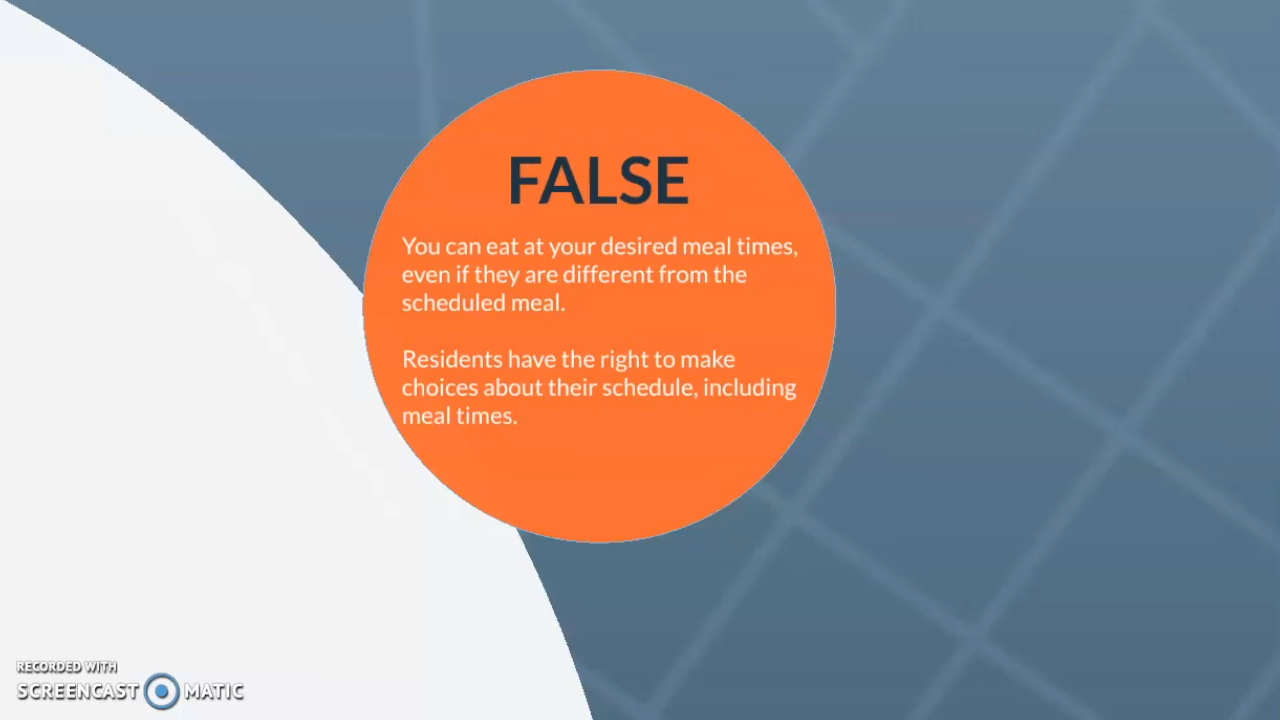 FALSE
You can eat at your desired meal times,
even if they are different from the
scheduled meal.
Residents have the right to make
choices about their schedule, including
meal times.
RECORDED WITH
SCREENCAST MATIC